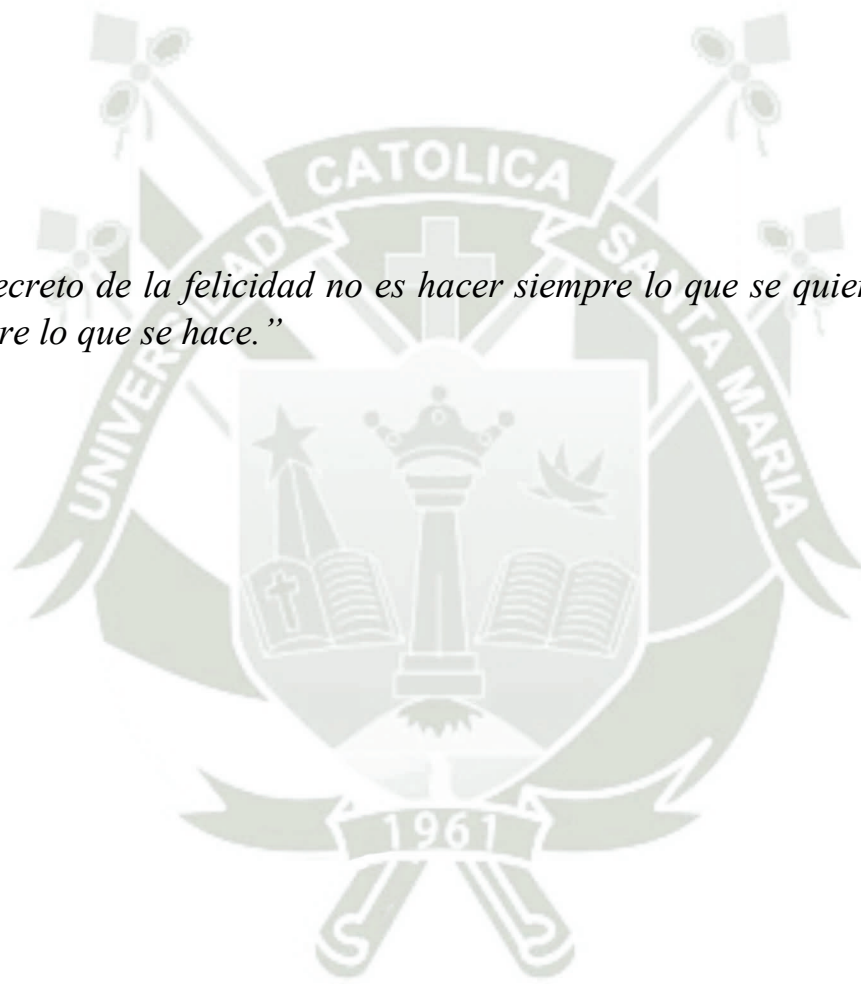 UNIVERSIDAD CATOLICA SANTA MARIA
ecreto de la felicidad no es hacer siempre lo que se quier
re lo que se hace.”
1961